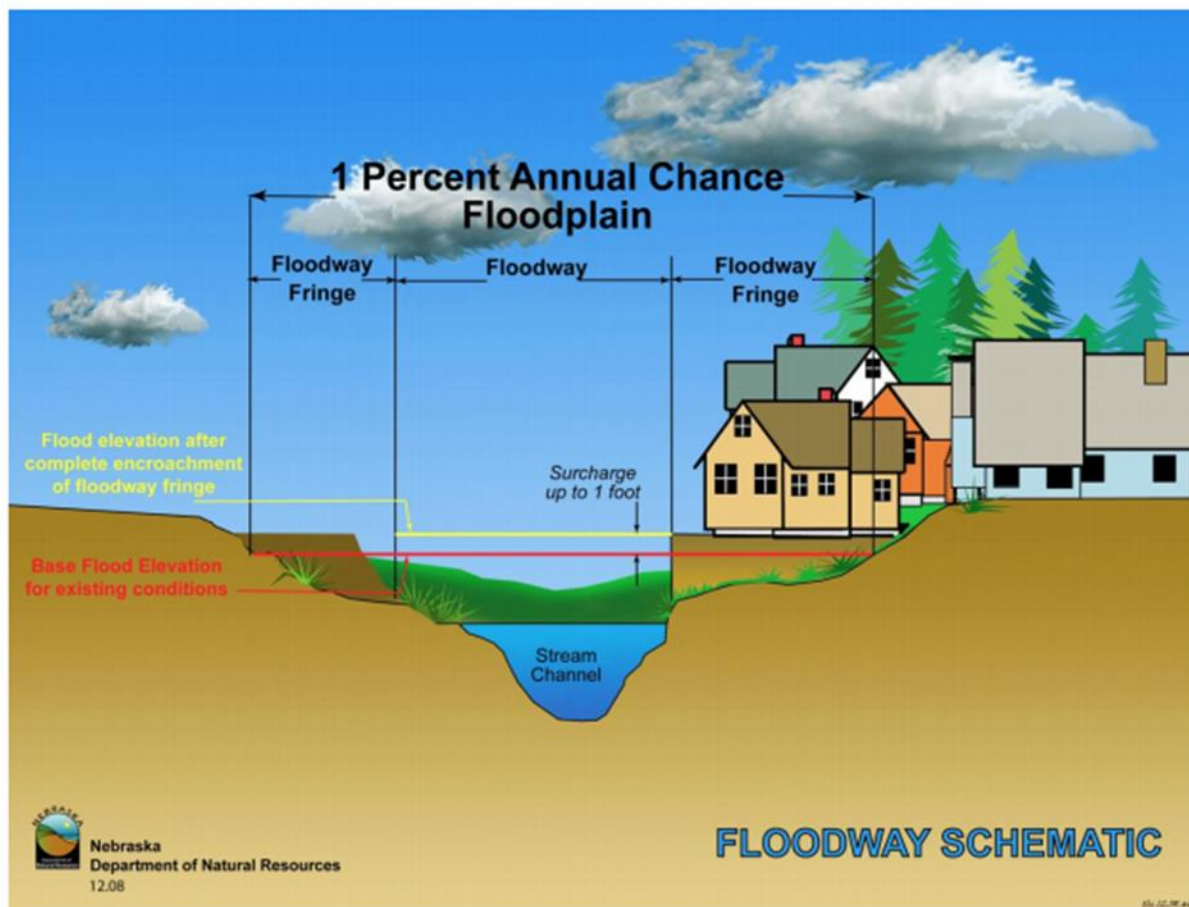 1 Percent Annual Chance
Floodplain
Floodway
Fringe
Floodway
Floodway
Fringe
Flood elevation after
complete encroachment
of floodway fringe
Surcharge
up to 1 foot
Base Flood Elevation
for existing conditions
Stream
Channel
NEBRASKA
Nebraska
Department of Natural Resources
12.08
FLOODWAY SCHEMATIC